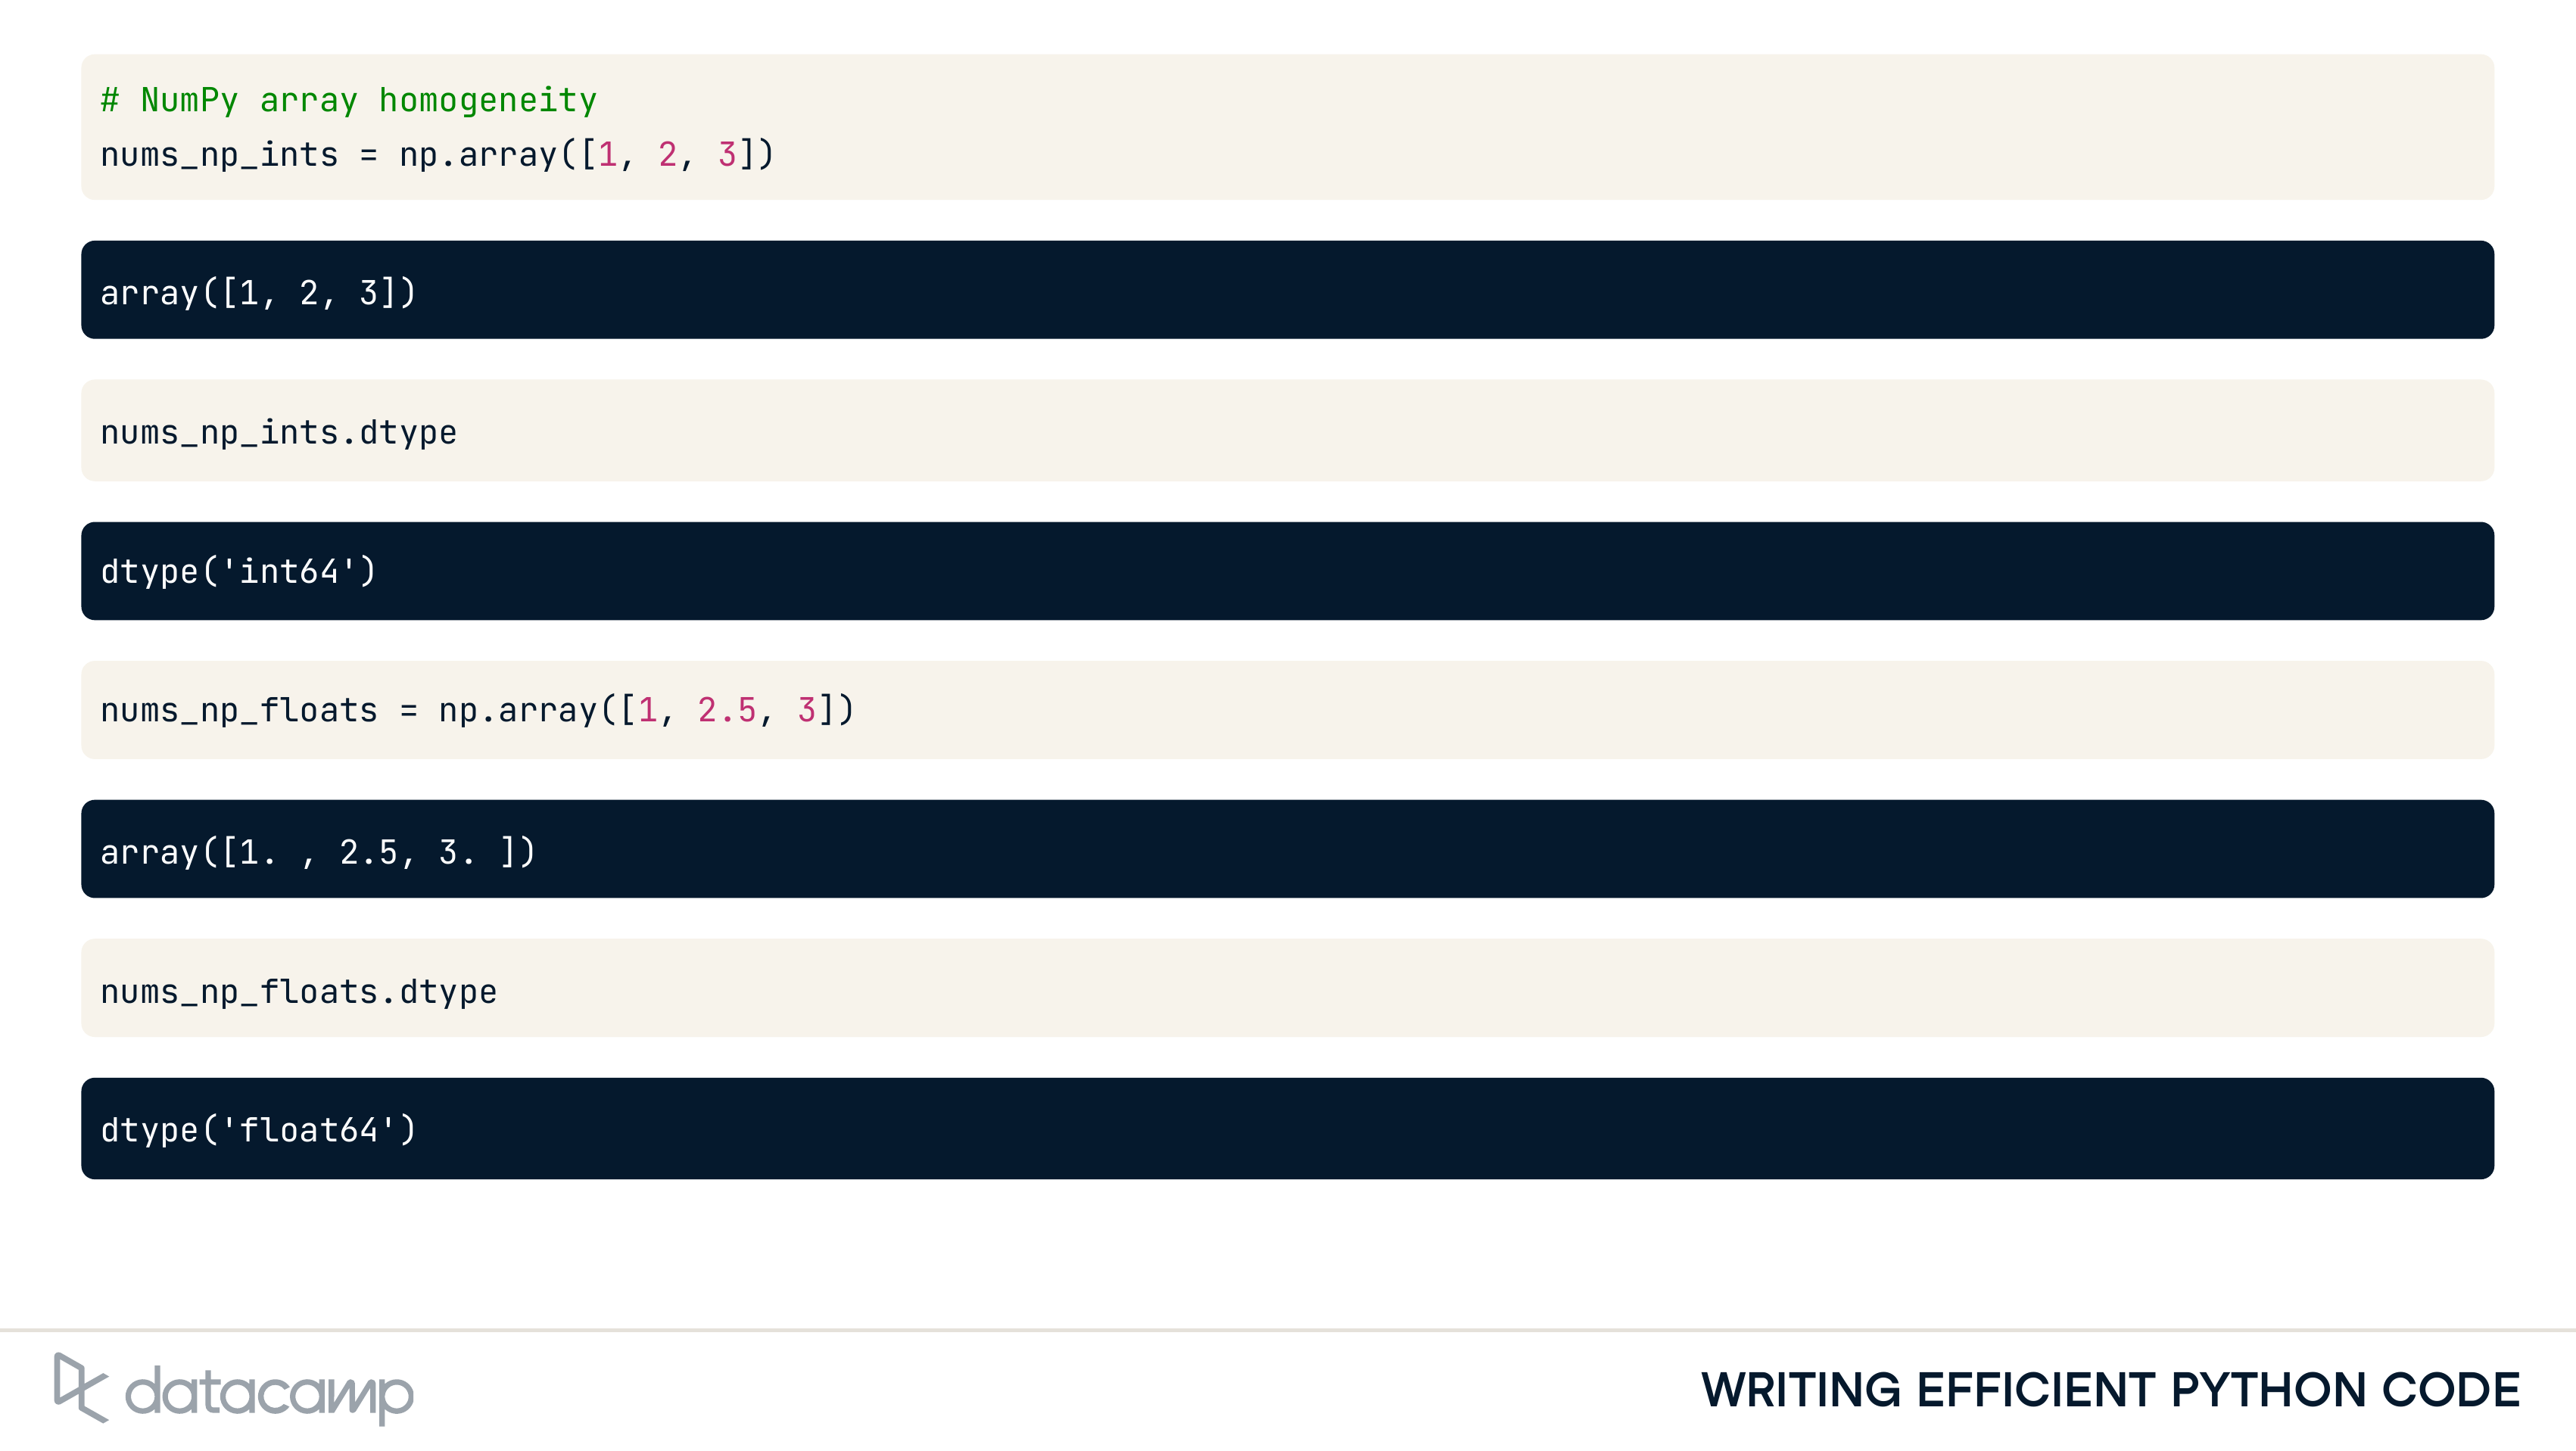 # NumPy array homogeneity
nums_np_ints = np.array([1, 2, 3])
array([1, 2, 3])
nums_np_ints.dtype
dtype('int64')
nums_np_floats = np.array([1, 2.5, 3])
array([1. , 2.5, 3. ])
nums_np_floats.dtype
dtype('float64')
datacamp
WRITING EFFICIENT PYTHON CODE